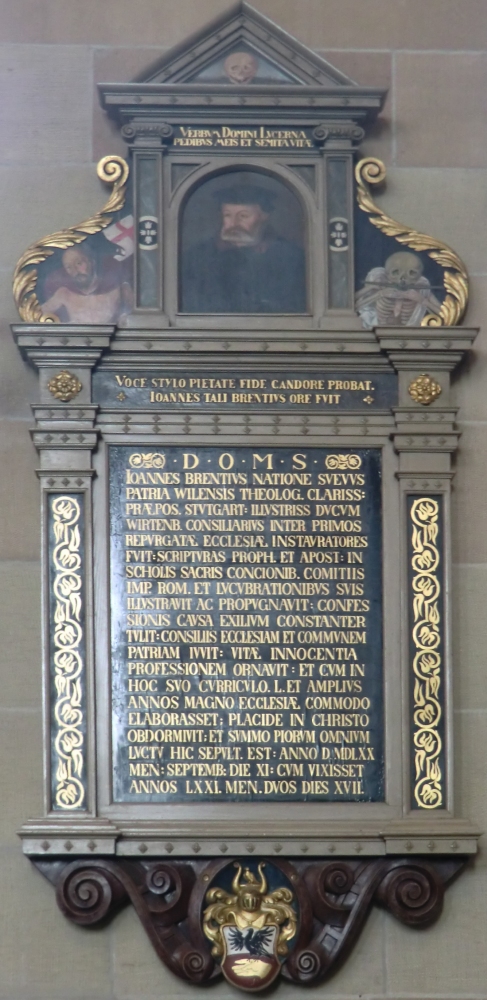 VERBVM DOMINI LVCERNA
PEDIBVS MEIS ET SEMITA VITÆ
VOCE STYLO PIETATE FIDE CANDORE PROBAT.
IOANNES TALI BRENTIVS ORE FVIT
D·O·M·S·
IOANNES BRENTIVS NATIONE SVEVVS
PATRIA WILENSIS THEOLOG. CLARISS:
PRÆPOS. STVTGART: ILLVSTRISS DVCVM
WIRTENB. CONSILIARIVS INTER PRIMOS
REPVRGATÆ ECCLESIÆ INSTAVRATORES
FVIT: SCRIPTVRAS PROPH. ET APOST: IN
SCHOLIS SACRIS CONCIONIB. COMITIIS
IMP. ROM. ET LVCVBRATIONIBVS SVIS
ILLVSTRAVIT AC PROPVGNAVIT: CONFES
SIONIS CAVSA EXILIVM CONSTANTER
TVLIT: CONSILIIS ECCLESIAM ET COMMVNEM
PATRIAM IVVIT: VITÆ INNOCENTIA
PROFESSIONEM ORNAVIT: ET CVM IN
HOC SVO CVRRICVLO. L. ET AMPLIVS
ANNOS MAGNO ECCLESIÆ COMMODO
ELABORASSET: PLACIDE IN CHRISTO
OBDORMIVIT: ET SVMMO PIORVM OMNIVM
LVCTV HIC SEPVLT. EST: ANNO D. MDLXX
MEN: SEPTEMB: DIE XI: CVM VIXISSET
ANNOS LXXI. MEN. DVOS DIES XVII.